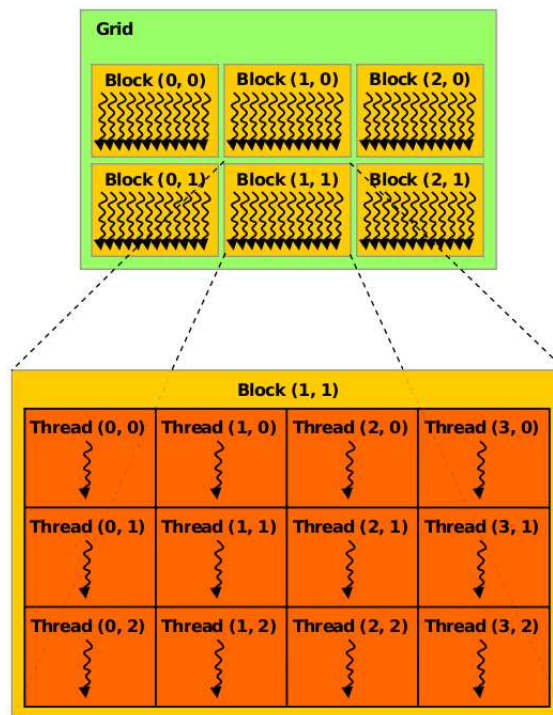 Grid
Block (0, 0) Block (1, 0) Block (2, 0)
Block (0, 1) Block (1, 1) Block (2, 1)
Block (1, 1)
Thread (0, 0) Thread (1, 0) Thread (2, 0) Thread (3, 0)
Thread (0, 1) Thread (1, 1) Thread (2, 1) Thread (3, 1)
Thread (0, 2) Thread (1, 2) Thread (2, 2) Thread (3, 2)